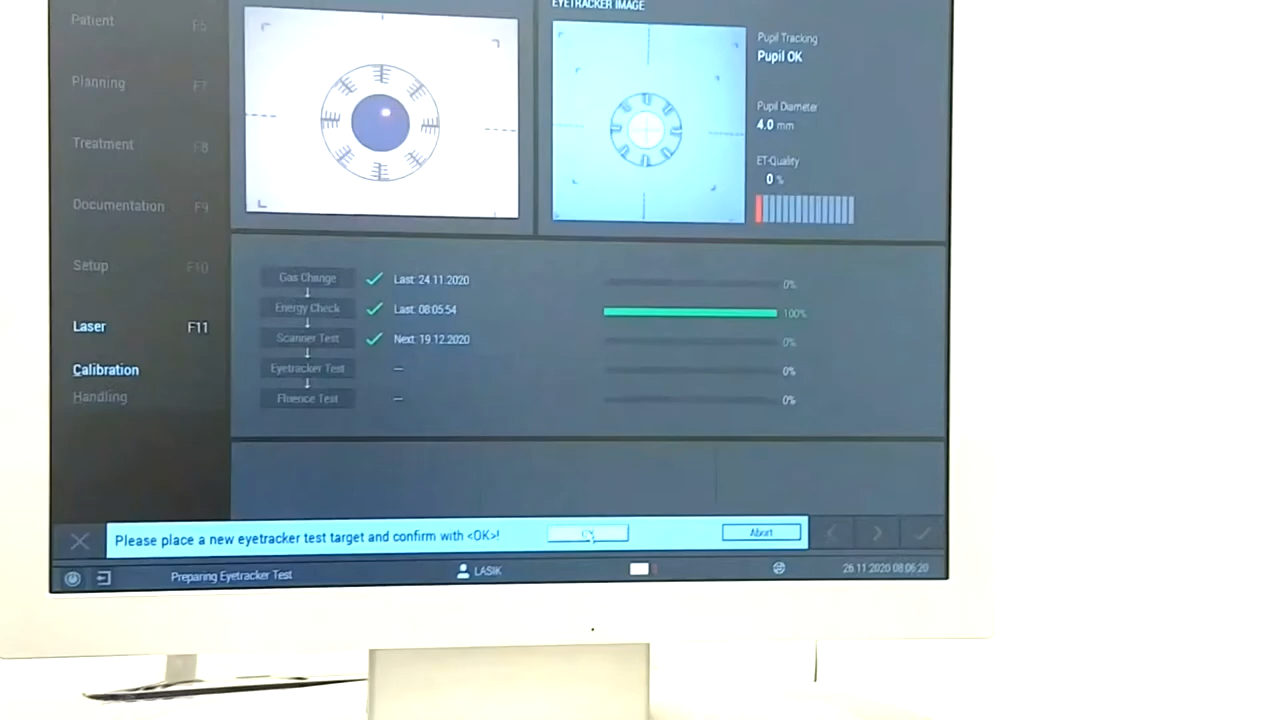 EYETRACKER IMAGE
Patient F5
Planning F7
Treatment F8
Documentation F9
Setup F10
Laser F11
Calibration
Handling
Pupil Tracking
Pupil OK
Pupil Diameter
4.0 mm
ET-Quality
0 %
Gas Change Last: 24.11.2020 0%
Energy Check Last: 08:05:54 100%
Scanner Test Next: 19.12.2020 0%
Eyetracker Test — 0%
Fluence Test — 0%
Please place a new eyetracker test target and confirm with <OK>! OK Abort
Preparing Eyetracker Test LASIK 26.11.2020 08:06:20